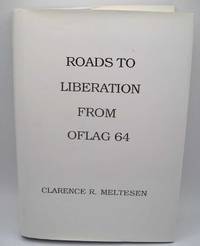 ROADS TO
LIBERATION
FROM
OFLAG 64
CLARENCE R. MELTESEN